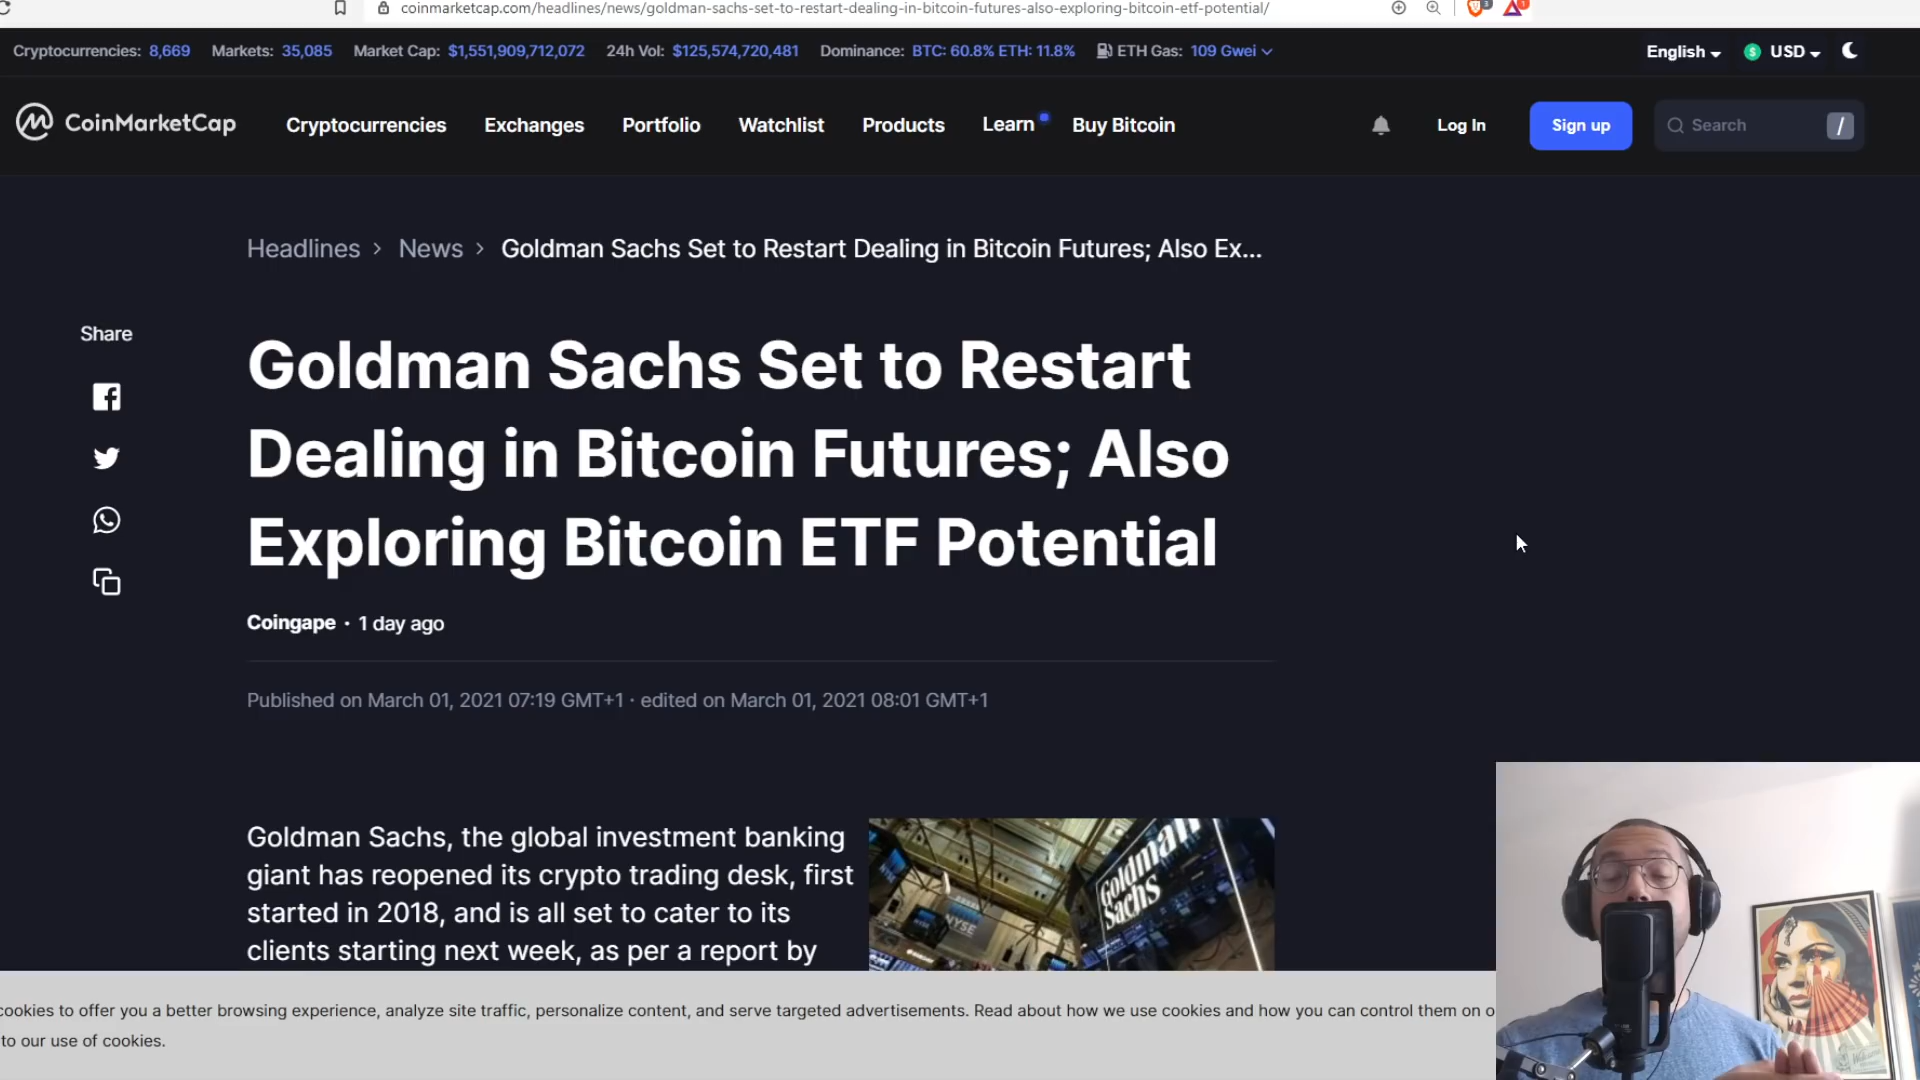 coinmarketcap.com/headlines/news/goldman-sachs-set-to-restart-dealing-in-bitcoin-futures-also-exploring-bitcoin-etf-potential/
3
1
Cryptocurrencies: 8,669 Markets: 35,085 Market Cap: $1,551,909,712,072 24h Vol: $125,574,720,481 Dominance: BTC: 60.8% ETH: 11.8% ETH Gas: 109 Gwei
English $ USD
CoinMarketCap Cryptocurrencies Exchanges Portfolio Watchlist Products Learn Buy Bitcoin Log In Sign up Search /
Headlines > News > Goldman Sachs Set to Restart Dealing in Bitcoin Futures; Also Ex...
Share
Goldman Sachs Set to Restart
Dealing in Bitcoin Futures; Also
Exploring Bitcoin ETF Potential
Coingape · 1 day ago
Published on March 01, 2021 07:19 GMT+1 · edited on March 01, 2021 08:01 GMT+1
Goldman Sachs, the global investment banking
giant has reopened its crypto trading desk, first
started in 2018, and is all set to cater to its
clients starting next week, as per a report by
Goldman
Sachs
NYSE
cookies to offer you a better browsing experience, analyze site traffic, personalize content, and serve targeted advertisements. Read about how we use cookies and how you can control them on o
to our use of cookies.